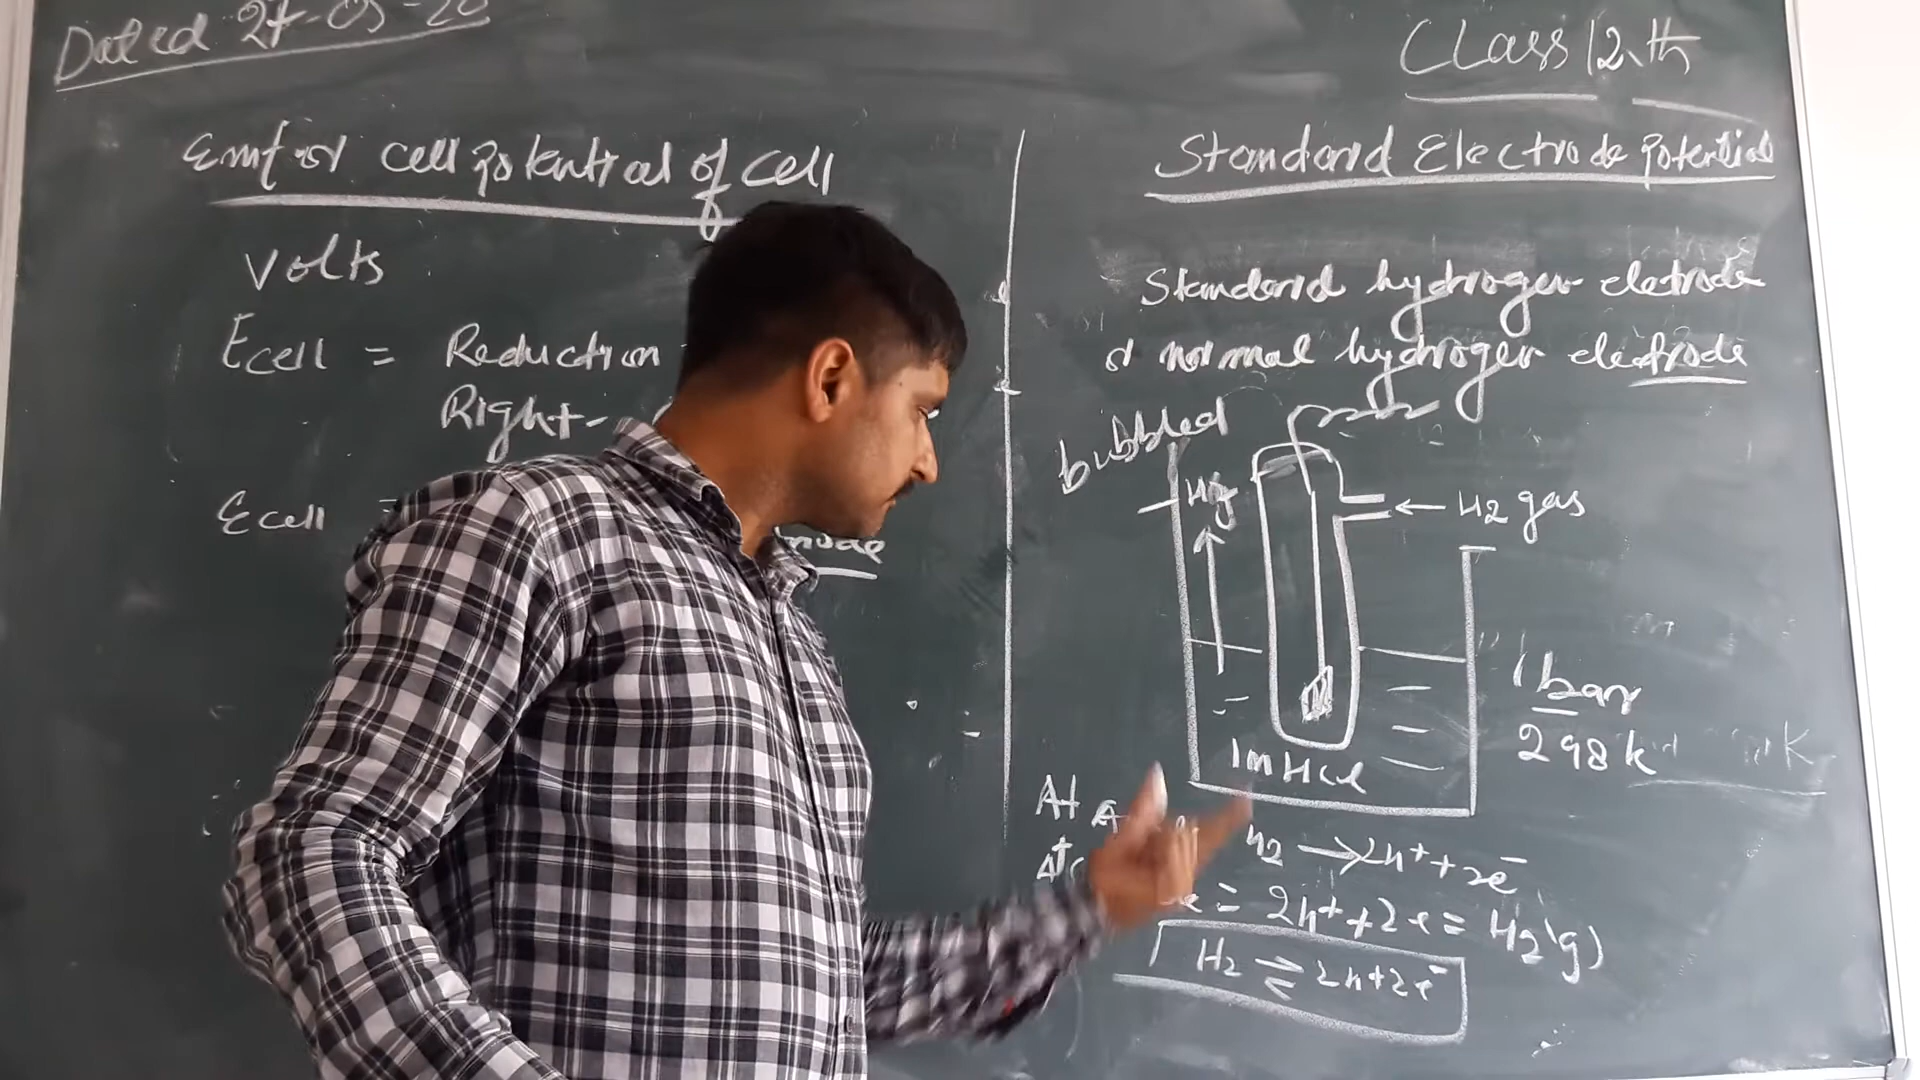 Dated 27-05-20
Class 12th
Emf or cell potential of cell
volts
Ecell = Reduction
Right-
Ecell =
Standard Electrode Potential
Standard hydrogen eletrode
or normal hydrogen electrode
bubbled
← H2 gas
1 bar
298 k
1M HCl
At
H2 → 2H+ + 2e-
At
= 2H+ + 2e = H2(g)
H2 ⇌ 2H+2e-